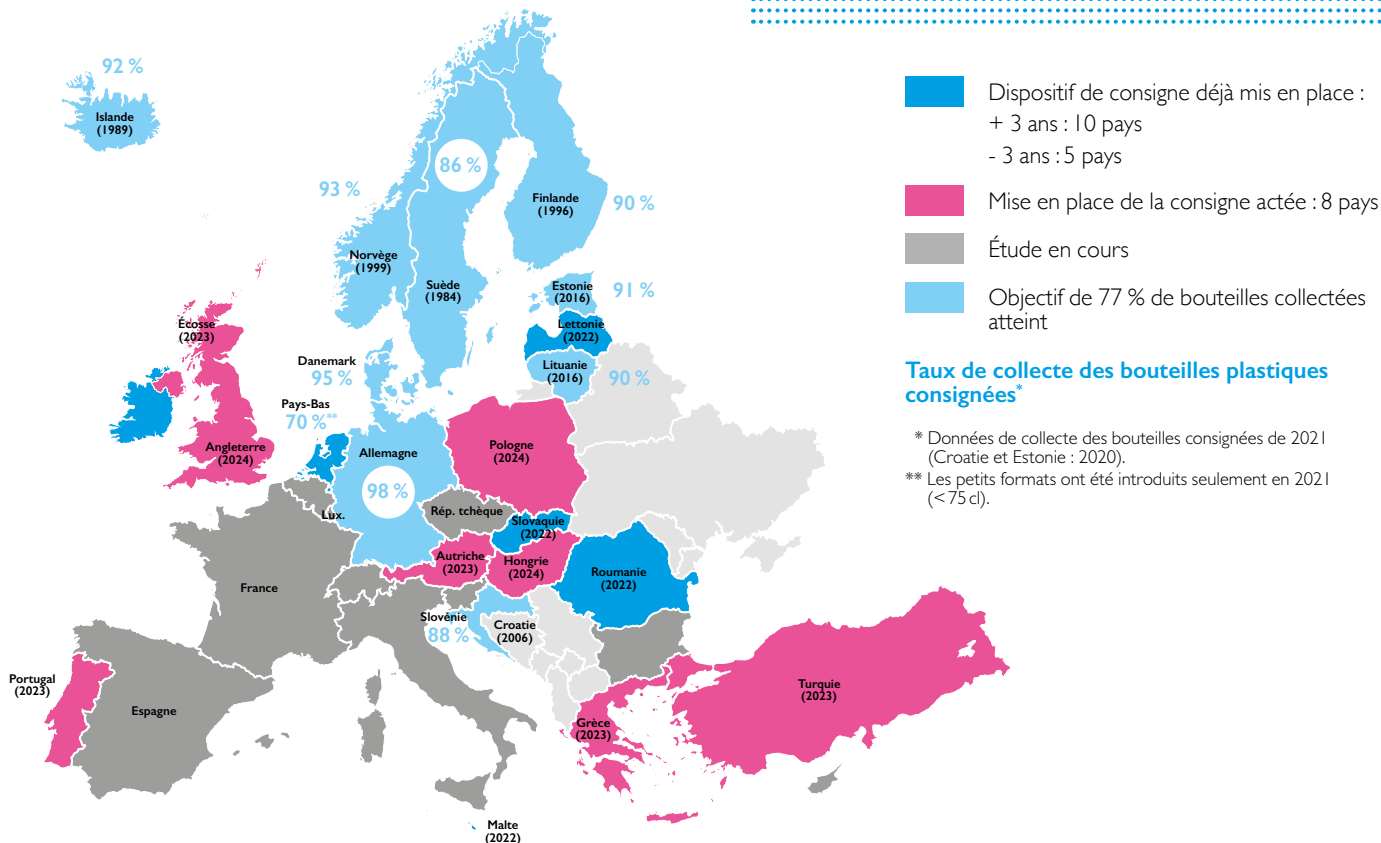 92 %
Islande
(1989)
86 %
93 %
Finlande
(1996)
90 %
Norvège
(1999)
Suède
(1984)
Estonie
(2016)
91 %
Écosse
(2023)
Lettonie
(2022)
Danemark
95 %
Lituanie
(2016)
90 %
Pays-Bas
70 %**
Angleterre
(2024)
Allemagne
98 %
Pologne
(2024)
Lux.
Rép. tchèque
Slovaquie
(2022)
Autriche
(2023)
Hongrie
(2024)
Roumanie
(2022)
France
Slovénie
88 %
Croatie
(2006)
Portugal
(2023)
Espagne
Turquie
(2023)
Grèce
(2023)
Malte
(2022)
Dispositif de consigne déjà mis en place :
+ 3 ans : 10 pays
- 3 ans : 5 pays
Mise en place de la consigne actée : 8 pays
Étude en cours
Objectif de 77 % de bouteilles collectées
atteint
Taux de collecte des bouteilles plastiques
consignées*
* Données de collecte des bouteilles consignées de 2021
(Croatie et Estonie : 2020).
** Les petits formats ont été introduits seulement en 2021
(< 75 cl).